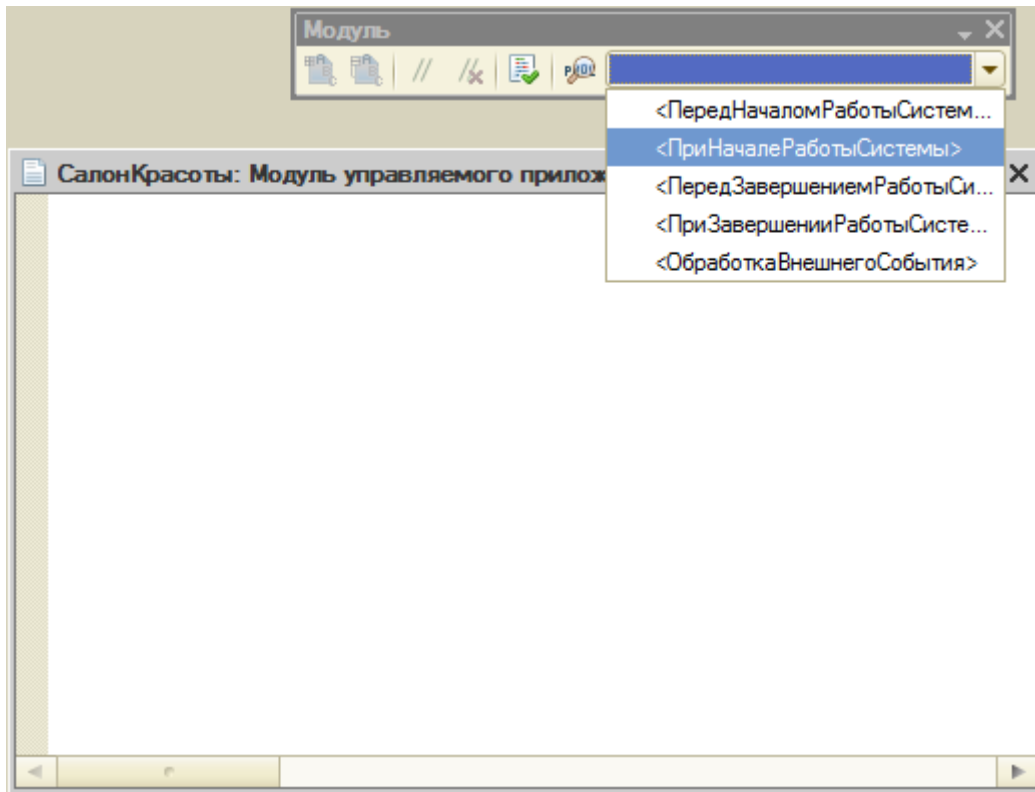 Модуль
<ПередНачаломРаботыСистем...
<ПриНачалеРаботыСистемы>
СалонКрасоты: Модуль управляемого прилож
<ПередЗавершениемРаботыСи...
<ПриЗавершенииРаботыСисте...
<ОбработкаВнешнегоСобытия>